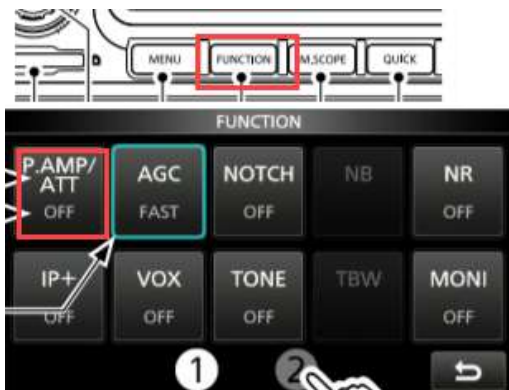 MENU FUNCTION M.SCOPE QUICK
FUNCTION
P.AMP/ AGC NOTCH NB NR
ATT
OFF FAST OFF OFF
IP+ VOX TONE TBW MONI
OFF OFF OFF OFF
1 2